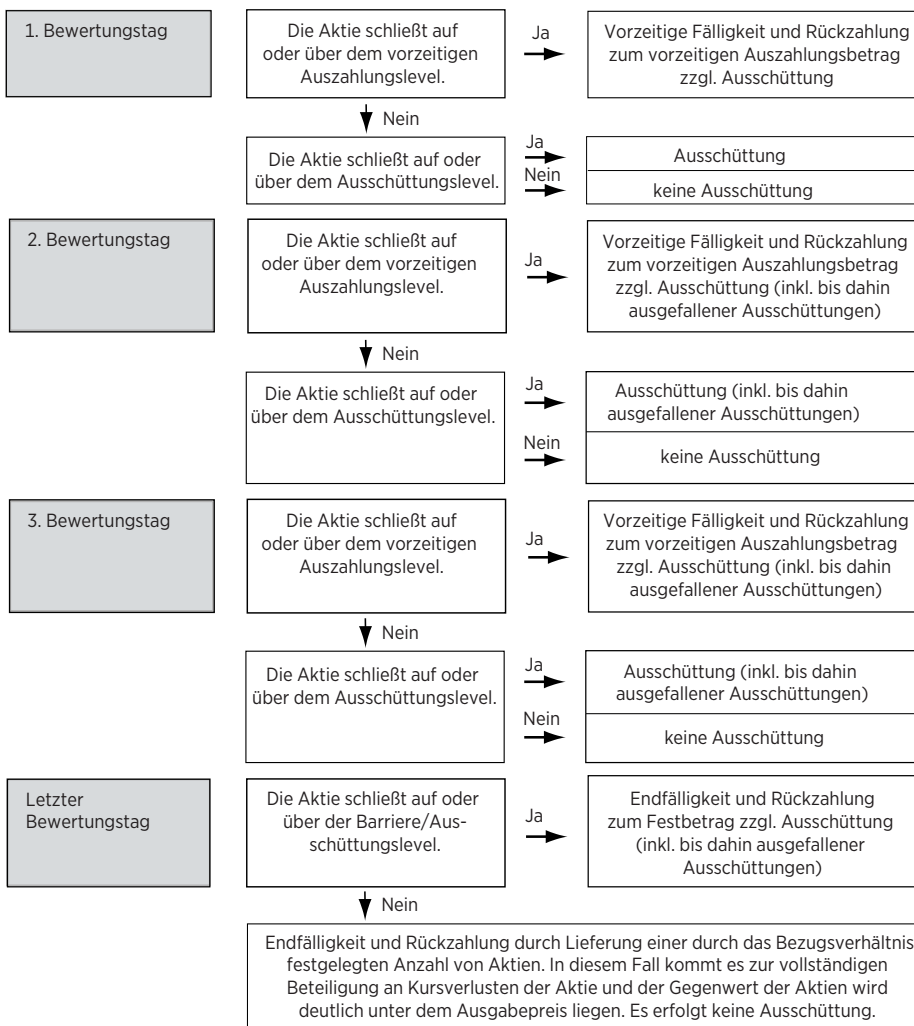 1. Bewertungstag
Die Aktie schließt auf
oder über dem vorzeitigen
Auszahlungslevel.
Ja
Vorzeitige Fälligkeit und Rückzahlung
zum vorzeitigen Auszahlungsbetrag
zzgl. Ausschüttung
Nein
Die Aktie schließt auf oder
über dem Ausschüttungslevel.
Ja
Ausschüttung
Nein
keine Ausschüttung
2. Bewertungstag
Die Aktie schließt auf
oder über dem vorzeitigen
Auszahlungslevel.
Ja
Vorzeitige Fälligkeit und Rückzahlung
zum vorzeitigen Auszahlungsbetrag
zzgl. Ausschüttung (inkl. bis dahin
ausgefallener Ausschüttungen)
Nein
Die Aktie schließt auf oder
über dem Ausschüttungslevel.
Ja
Ausschüttung (inkl. bis dahin
ausgefallener Ausschüttungen)
Nein
keine Ausschüttung
3. Bewertungstag
Die Aktie schließt auf
oder über dem vorzeitigen
Auszahlungslevel.
Ja
Vorzeitige Fälligkeit und Rückzahlung
zum vorzeitigen Auszahlungsbetrag
zzgl. Ausschüttung (inkl. bis dahin
ausgefallener Ausschüttungen)
Nein
Die Aktie schließt auf oder
über dem Ausschüttungslevel.
Ja
Ausschüttung (inkl. bis dahin
ausgefallener Ausschüttungen)
Nein
keine Ausschüttung
Letzter
Bewertungstag
Die Aktie schließt auf oder
über der Barriere/Aus-
schüttungslevel.
Ja
Endfälligkeit und Rückzahlung
zum Festbetrag zzgl. Ausschüttung
(inkl. bis dahin ausgefallener
Ausschüttungen)
Nein
Endfälligkeit und Rückzahlung durch Lieferung einer durch das Bezugsverhältnis
festgelegten Anzahl von Aktien. In diesem Fall kommt es zur vollständigen
Beteiligung an Kursverlusten der Aktie und der Gegenwert der Aktien wird
deutlich unter dem Ausgabepreis liegen. Es erfolgt keine Ausschüttung.